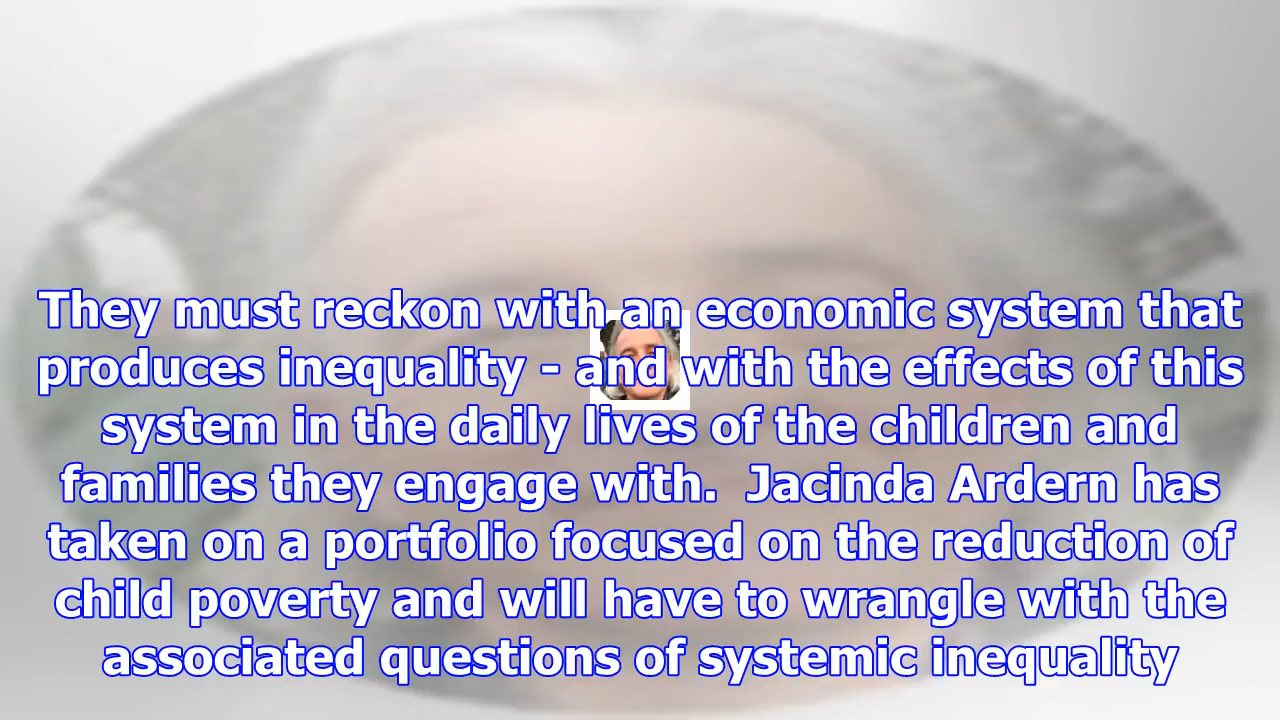 They must reckon with an economic system that
produces inequality - and with the effects of this
system in the daily lives of the children and
families they engage with.  Jacinda Ardern has
taken on a portfolio focused on the reduction of
child poverty and will have to wrangle with the
associated questions of systemic inequality